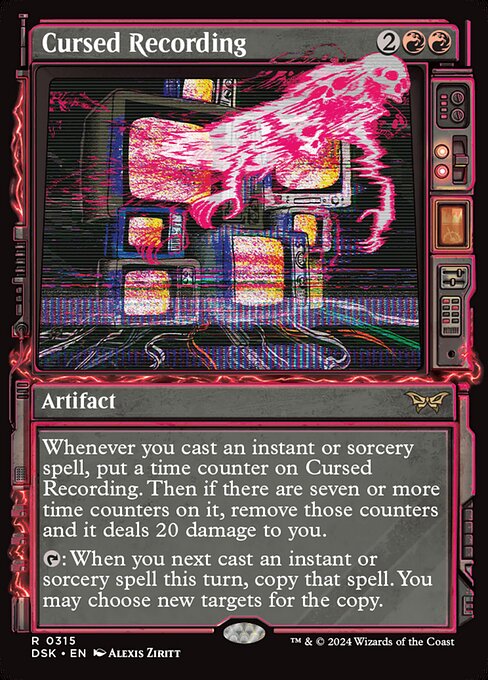 Cursed Recording 2
Artifact
Whenever you cast an instant or sorcery
spell, put a time counter on Cursed
Recording. Then if there are seven or more
time counters on it, remove those counters
and it deals 20 damage to you.
: When you next cast an instant or
sorcery spell this turn, copy that spell. You
may choose new targets for the copy.
R 0315
DSK • EN ALEXIS ZIRITT
™ & © 2024 Wizards of the Coast